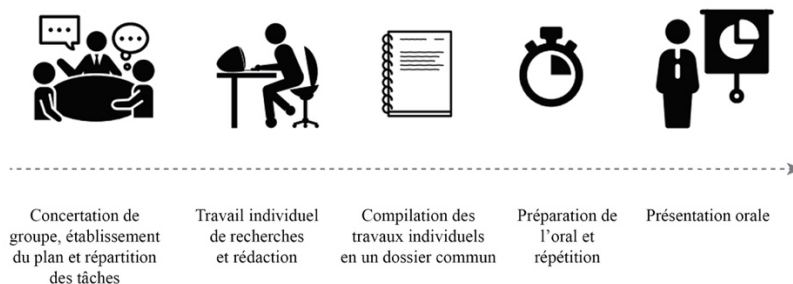 Concertation de
groupe, établissement
du plan et répartition
des tâches
Travail individuel
de recherches
et rédaction
Compilation des
travaux individuels
en un dossier commun
Préparation de
l’oral et
répétition
Présentation orale